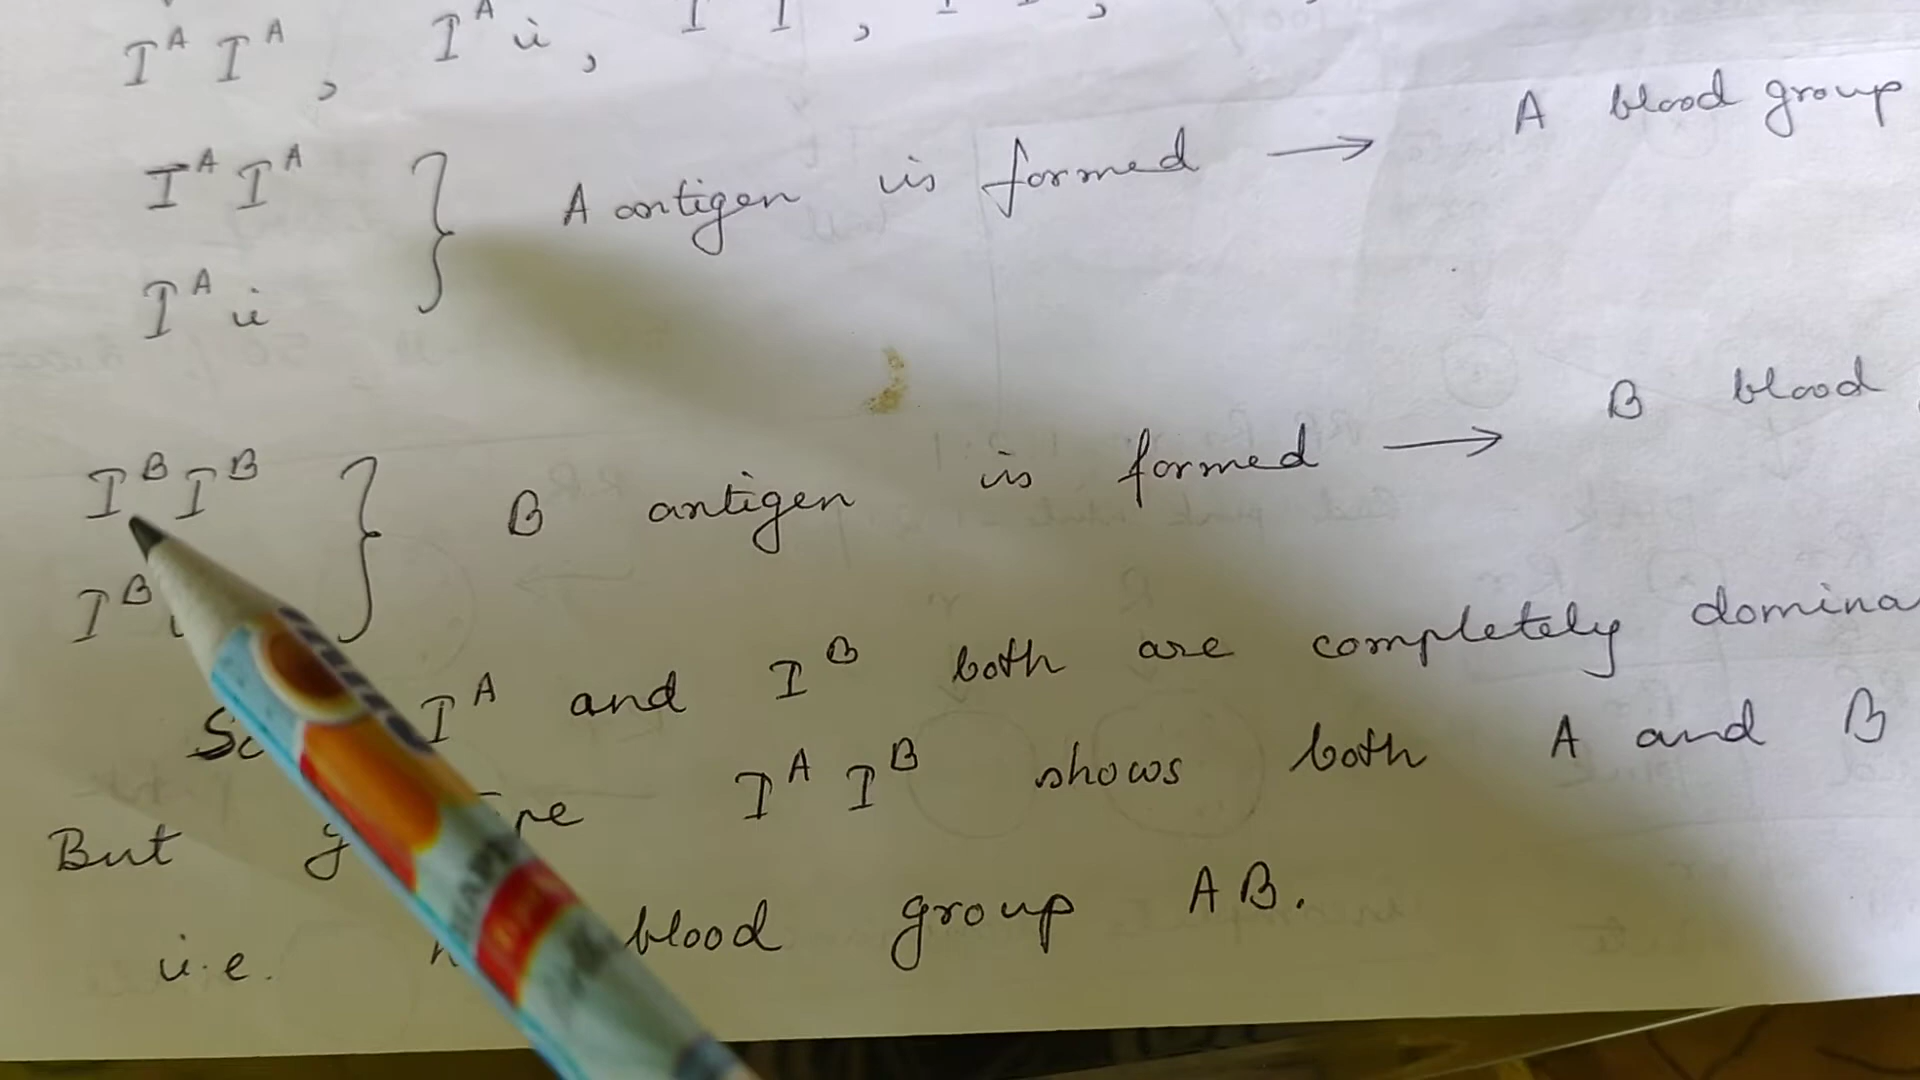 I^A I^A , I^A i , I I ,
I^A I^A } A antigen is formed → A blood group
I^A i
I^B I^B } B antigen is formed → B blood
I^B
I^A and I^B both are completely
But I^A I^B shows both A and B
i.e. blood group AB.